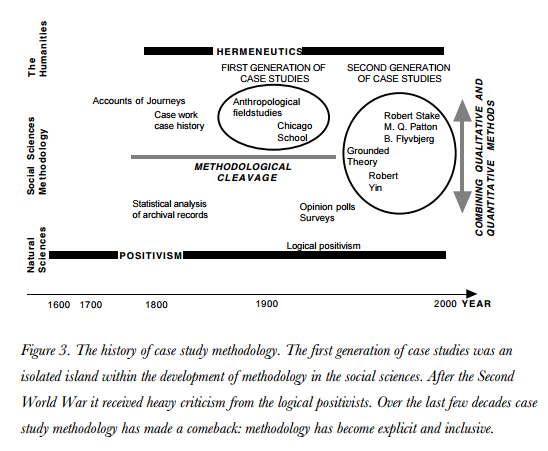 The Humanities
HERMENEUTICS
FIRST GENERATION OF
CASE STUDIES
SECOND GENERATION
OF CASE STUDIES
Social Sciences
Methodology
Accounts of Journeys
Case work
case history
Anthropological
fieldstudies
Chicago
School
Robert Stake
M. Q. Patton
B. Flyvbjerg
Grounded
Theory
Robert
Yin
METHODOLOGICAL
CLEAVAGE
COMBINING QUALITATIVE AND
QUANTITATIVE METHODS
Statistical analysis
of archival records
Opinion polls
Surveys
Natural
Sciences
Logical positivism
POSITIVISM
1600 1700 1800 1900 2000 YEAR
Figure 3. The history of case study methodology. The first generation of case studies was an
isolated island within the development of methodology in the social sciences. After the Second
World War it received heavy criticism from the logical positivists. Over the last few decades case
study methodology has made a comeback: methodology has become explicit and inclusive.